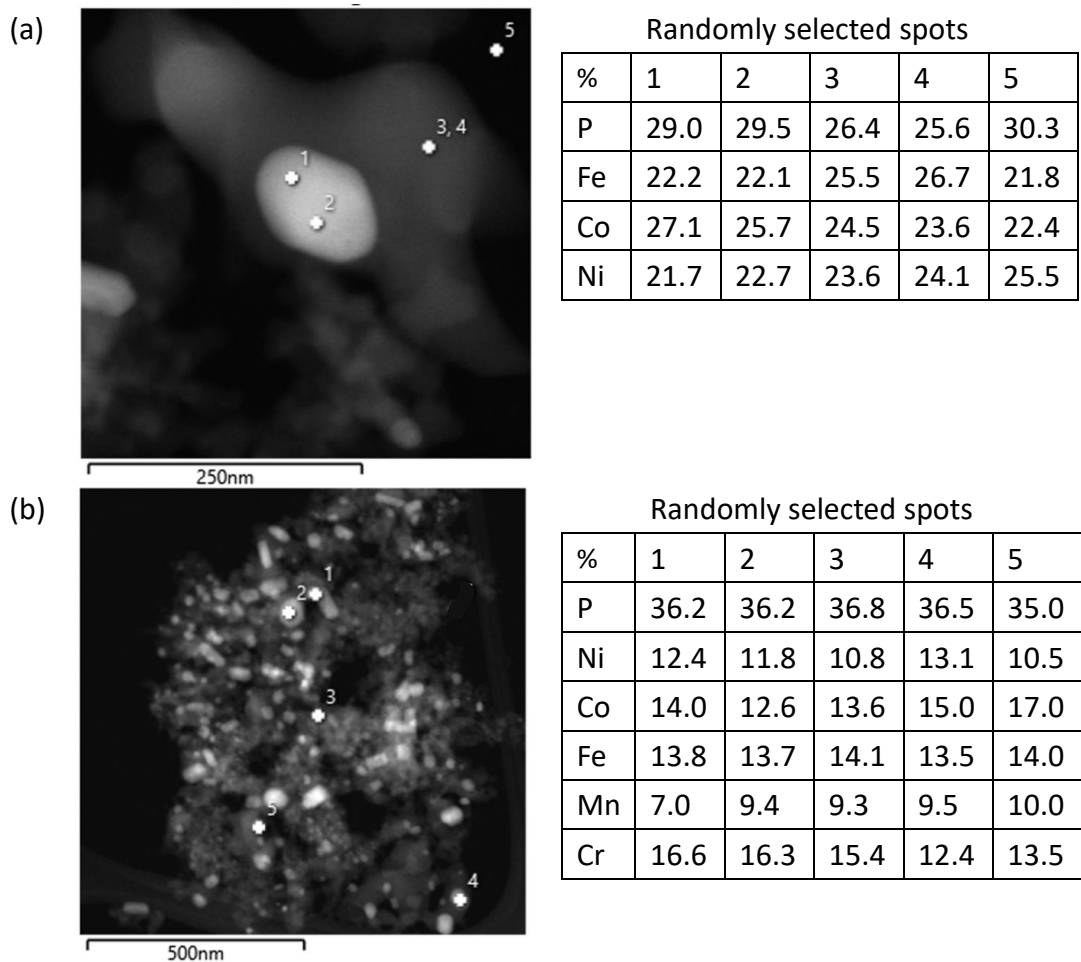 (a)
5
3, 4
1
2
250nm
Randomly selected spots
% 1 2 3 4 5
P 29.0 29.5 26.4 25.6 30.3
Fe 22.2 22.1 25.5 26.7 21.8
Co 27.1 25.7 24.5 23.6 22.4
Ni 21.7 22.7 23.6 24.1 25.5
(b)
1
2
3
5
4
500nm
Randomly selected spots
% 1 2 3 4 5
P 36.2 36.2 36.8 36.5 35.0
Ni 12.4 11.8 10.8 13.1 10.5
Co 14.0 12.6 13.6 15.0 17.0
Fe 13.8 13.7 14.1 13.5 14.0
Mn 7.0 9.4 9.3 9.5 10.0
Cr 16.6 16.3 15.4 12.4 13.5